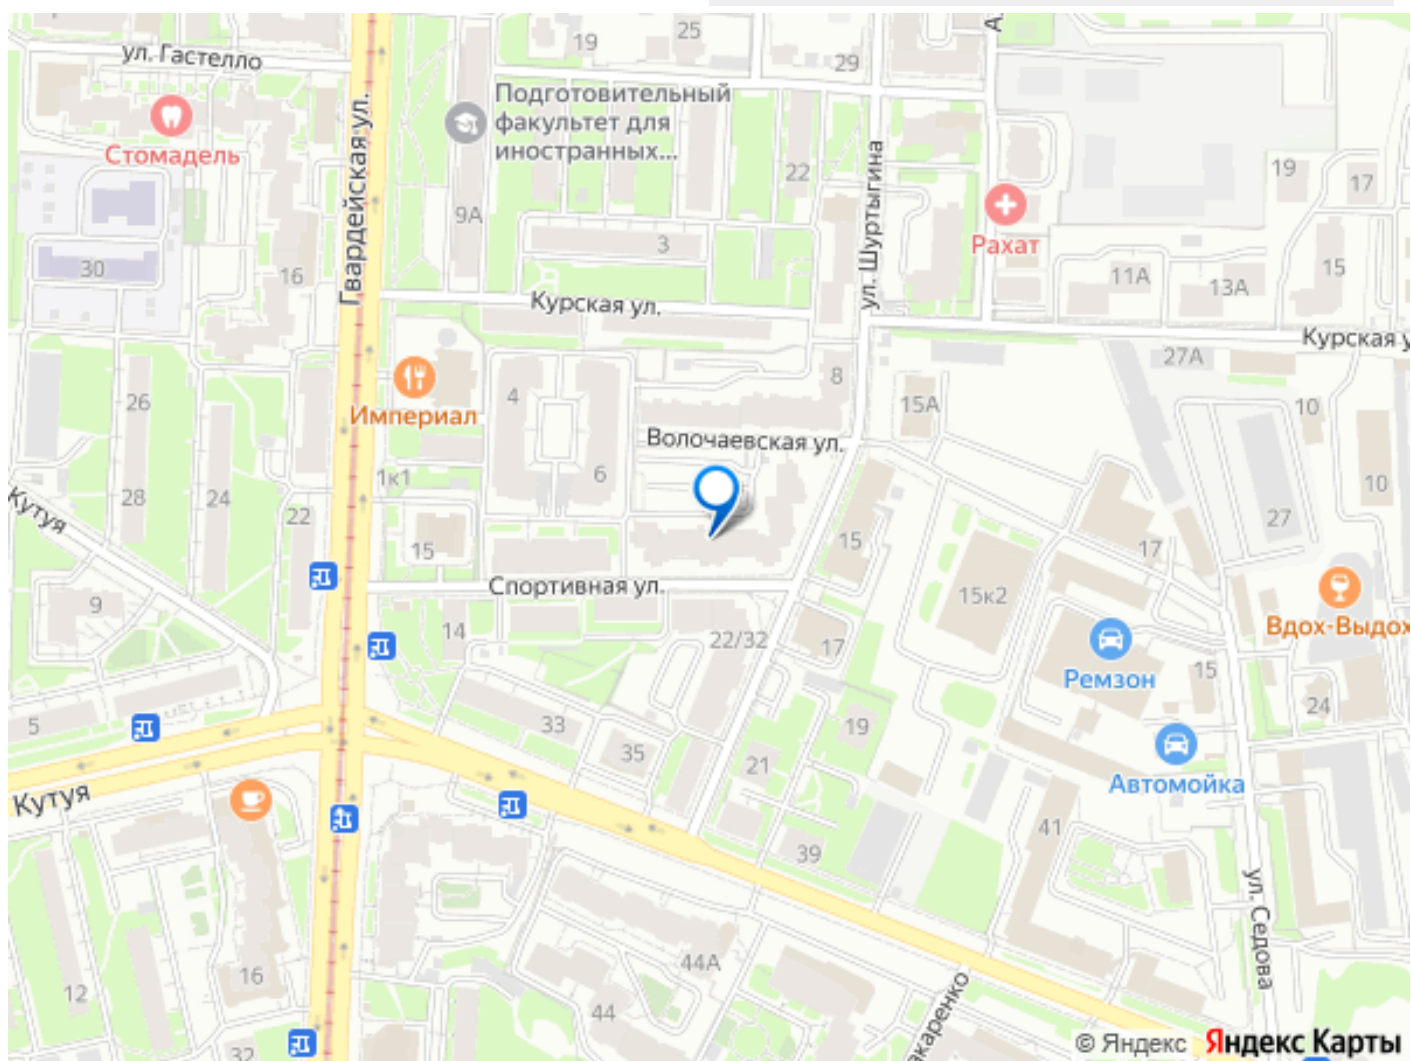 ул. Гастелло
19
25
29
А
Стомадель
Гвардейская ул.
Подготовительный
факультет для
иностранных...
22
ул. Шуртыгина
19
17
9А
3
Рахат
30
16
11А
13А
15
Курская ул.
Курская у
27А
Империал
4
8
15А
10
26
Волочаевская ул.
6
1к1
28
24
22
10
27
Кутуя
15
15
17
Спортивная ул.
15к2
Вдох-Выдох
9
14
22/32
17
Ремзон
15
24
5
33
35
19
21
Автомойка
Кутуя
41
39
ул. Седова
16
12
44А
44
акаренко
32
© Яндекс Яндекс Карты